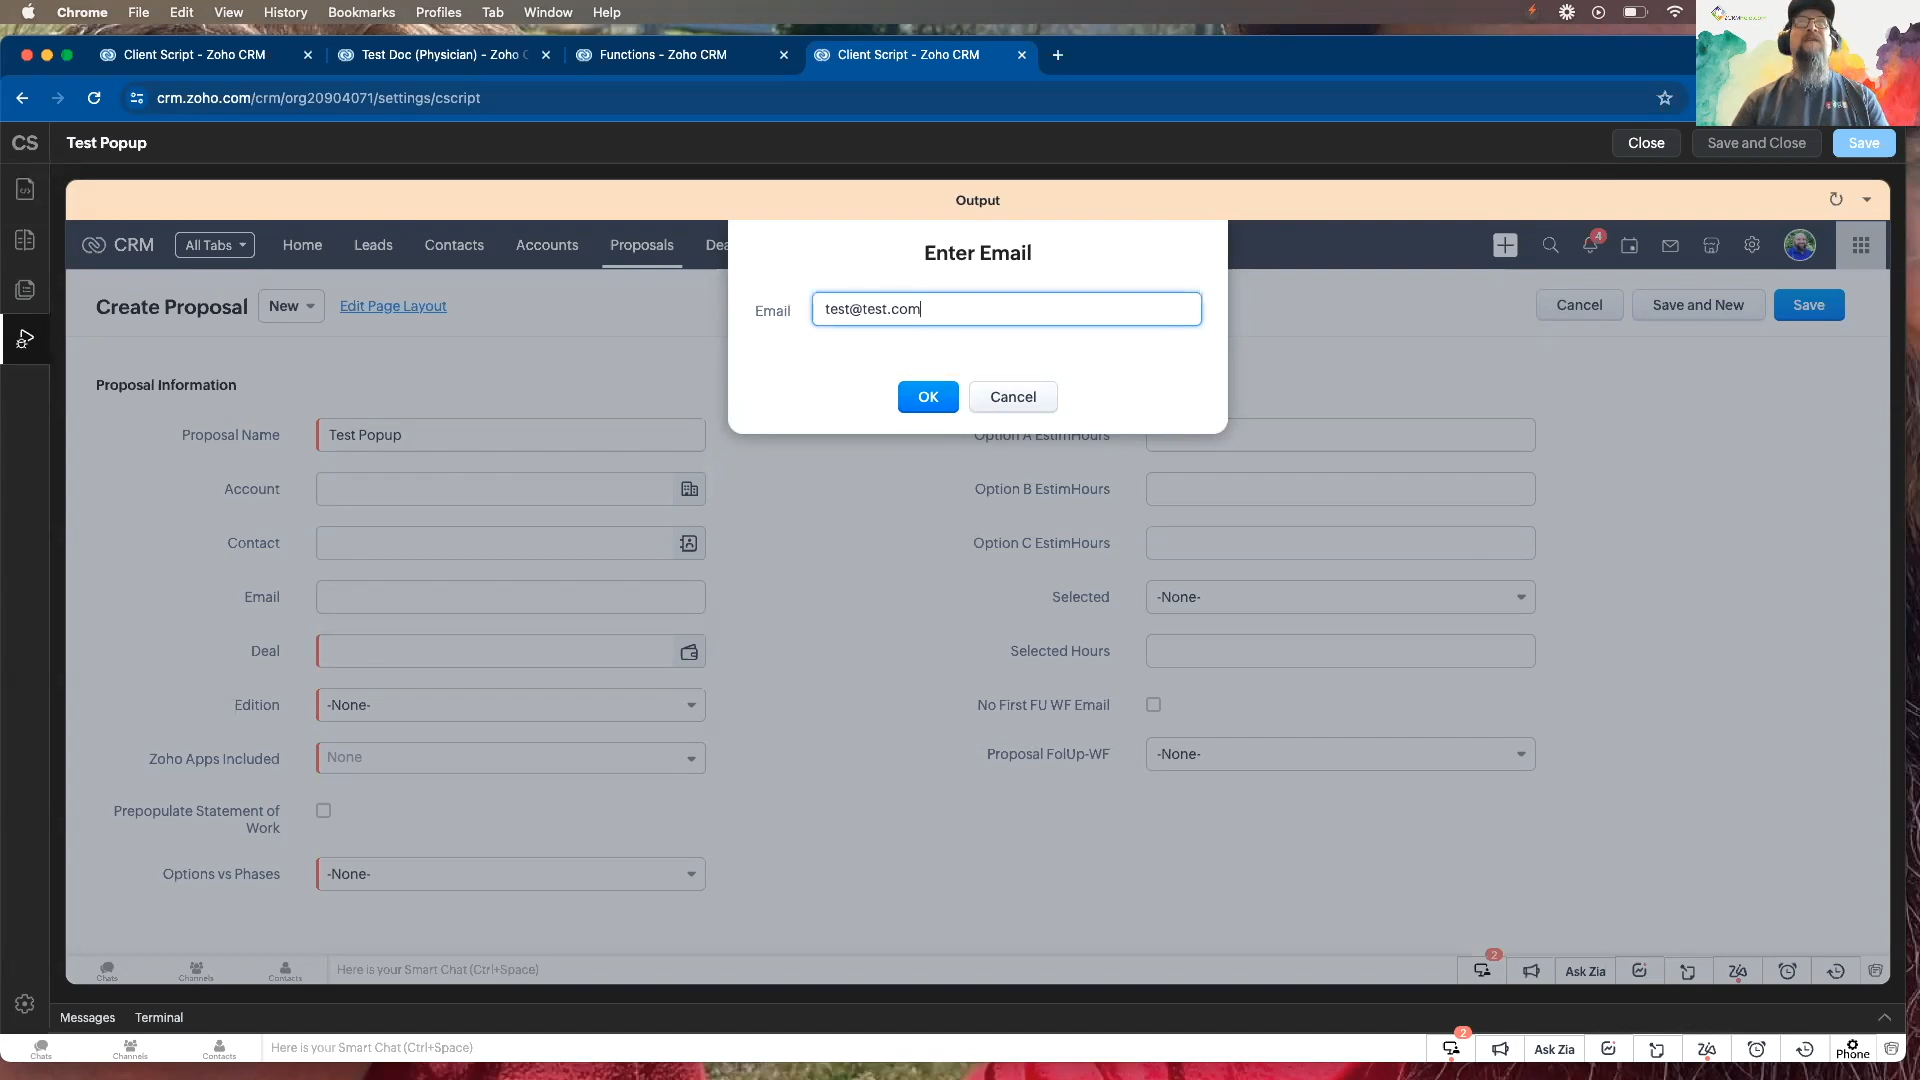 Chrome File Edit View History Bookmarks Profiles Tab Window Help
Client Script - Zoho CRM
Test Doc (Physician) - Zoho C
Functions - Zoho CRM
Client Script - Zoho CRM
crm.zoho.com/crm/org20904071/settings/cscript
CS
Test Popup
Close
Save and Close
Save
Output
CRM
All Tabs
Home
Leads
Contacts
Accounts
Proposals
Dea
4
Enter Email
Email
test@test.com
OK
Cancel
Create Proposal
New
Edit Page Layout
Cancel
Save and New
Save
Proposal Information
Proposal Name
Test Popup
Option A EstimHours
Account
Option B EstimHours
Contact
Option C EstimHours
Email
Selected
-None-
Deal
Selected Hours
Edition
-None-
No First FU WF Email
Zoho Apps Included
None
Proposal FolUp-WF
-None-
Prepopulate Statement of
Work
Options vs Phases
-None-
Chats
Channels
Contacts
Here is your Smart Chat (Ctrl+Space)
2
Ask Zia
Messages
Terminal
Chats
Channels
Contacts
Here is your Smart Chat (Ctrl+Space)
2
Ask Zia
Phone